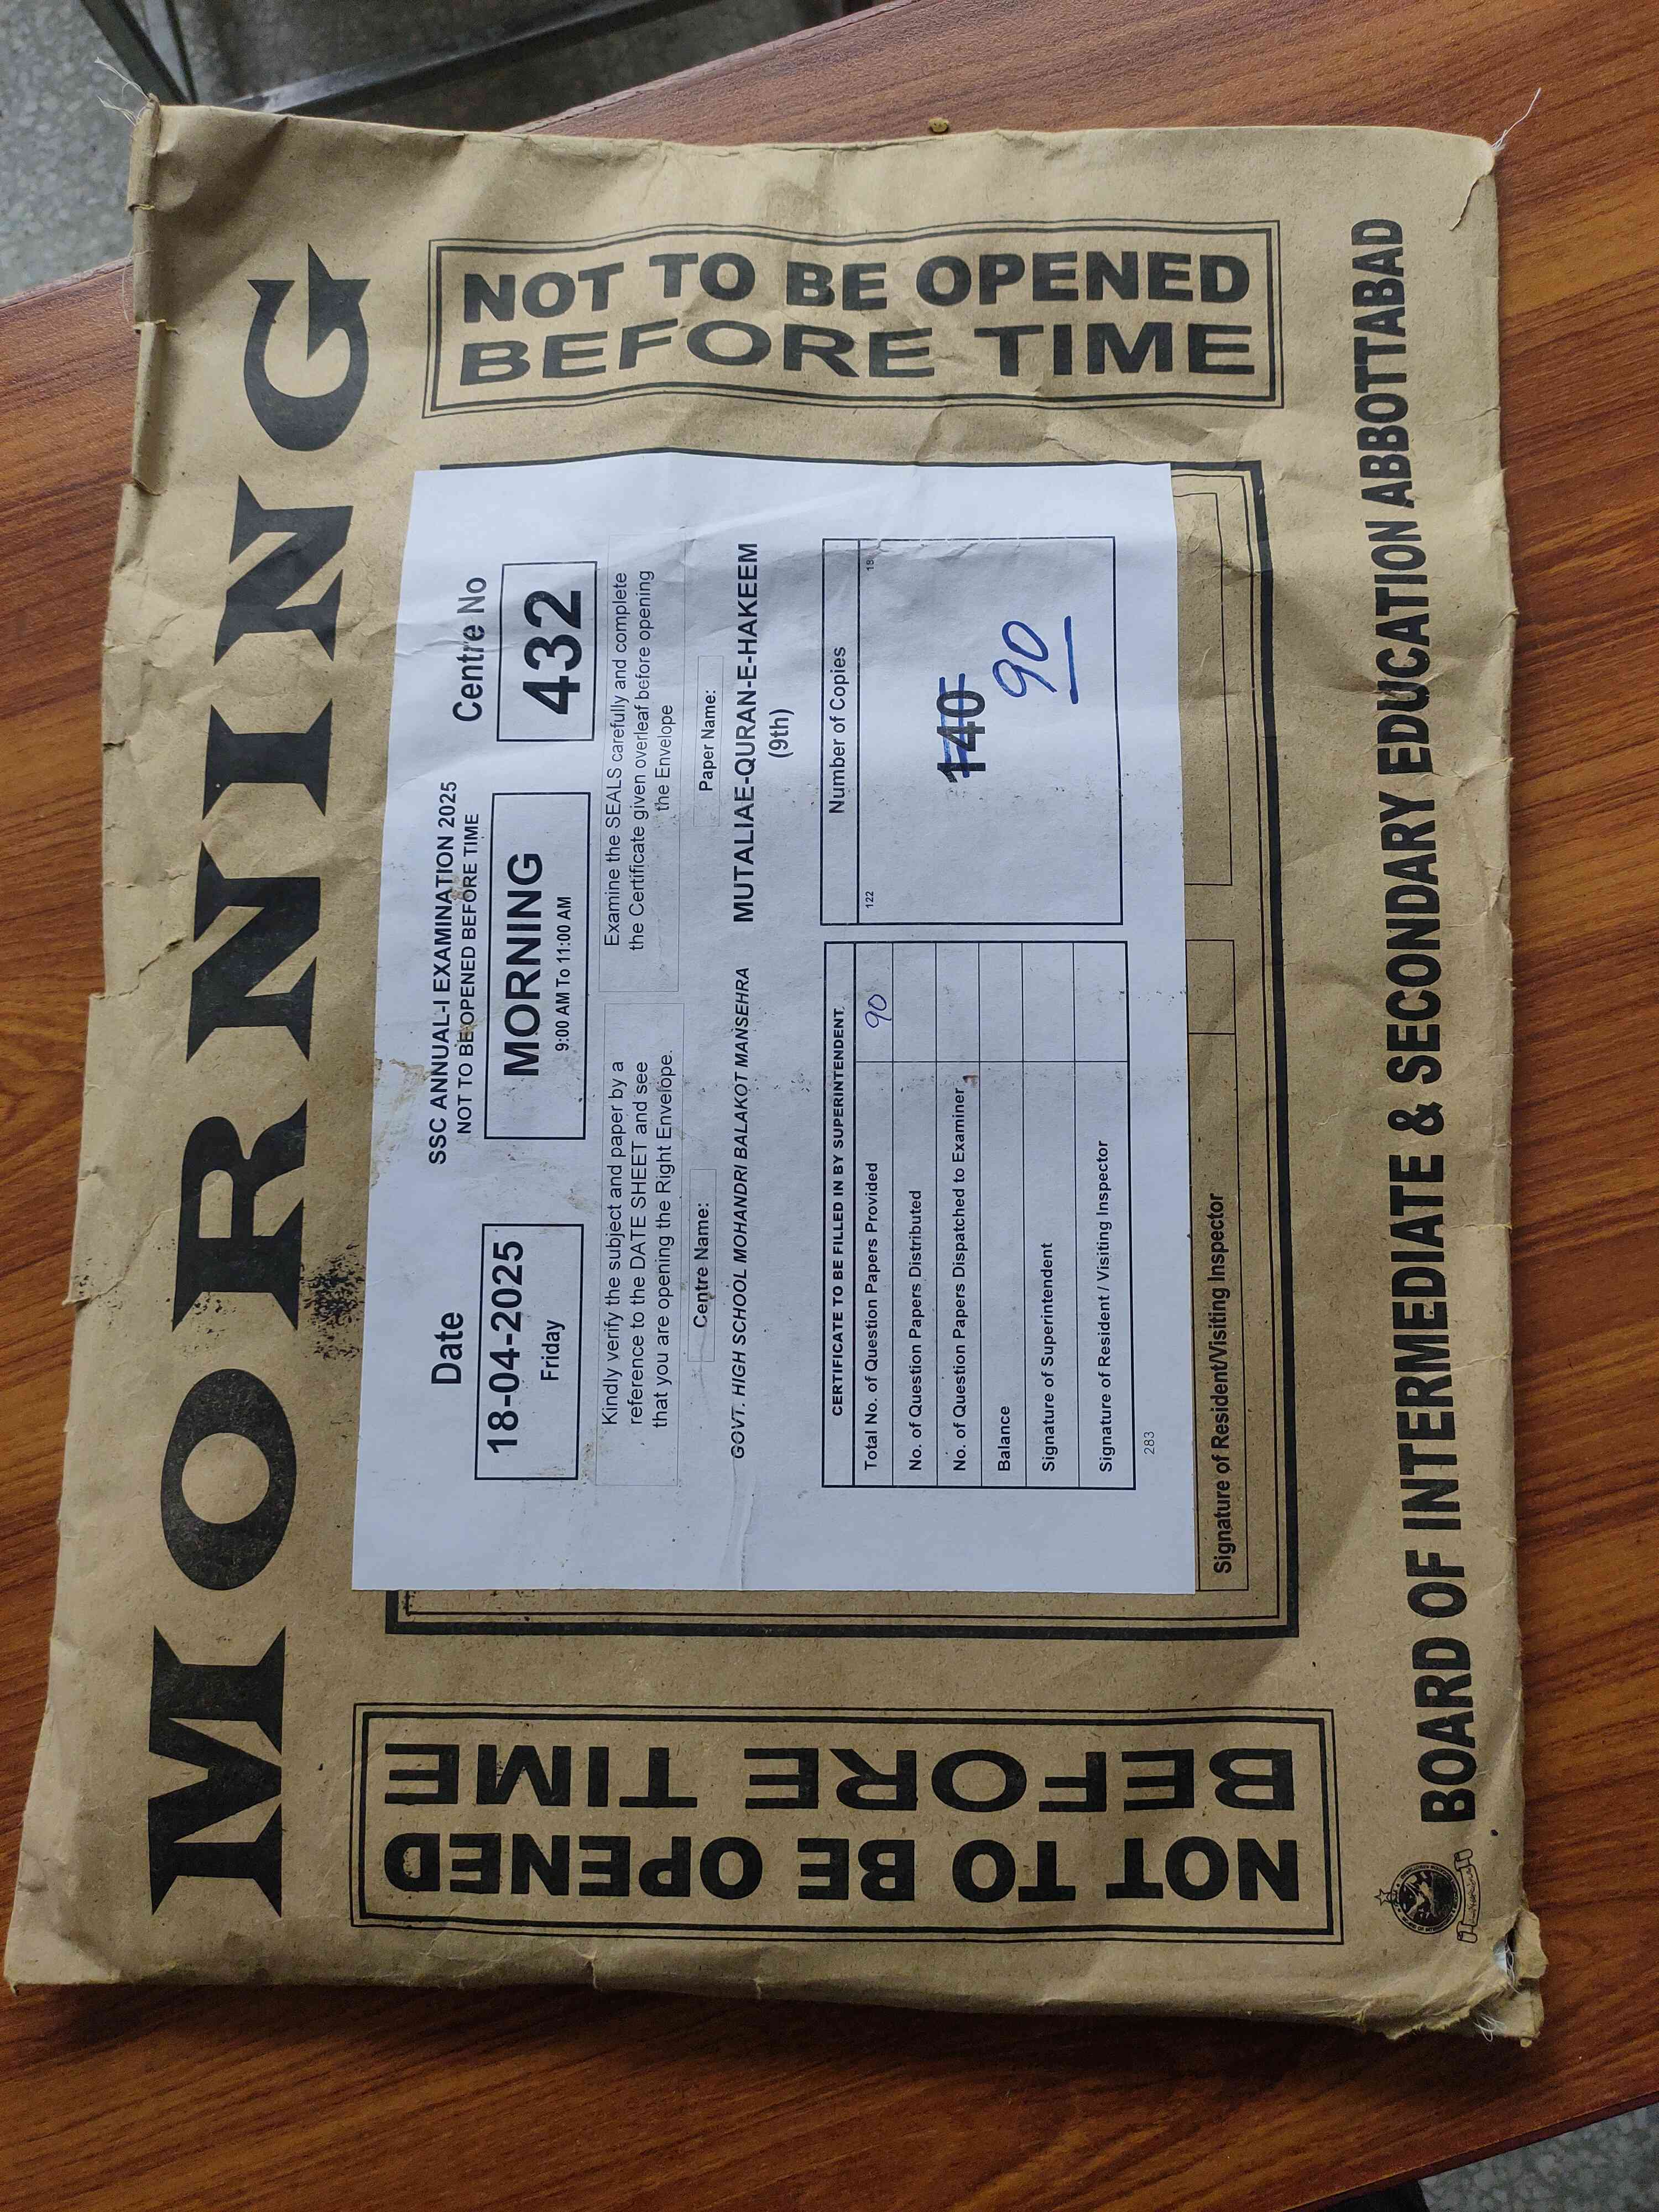 MORNING
NOT TO BE OPENED
BEFORE TIME
SSC ANNUAL-I EXAMINATION 2025
NOT TO BE OPENED BEFORE TIME
Date
18-04-2025
Friday
MORNING
9:00 AM To 11:00 AM
Centre No
432
Kindly verify the subject and paper by a
reference to the DATE SHEET and see
that you are opening the Right Envelope.
Examine the SEALS carefully and complete
the Certificate given overleaf before opening
the Envelope
Centre Name:
GOVT. HIGH SCHOOL MOHANDRI BALAKOT MANSEHRA
Paper Name:
MUTALIAE-QURAN-E-HAKEEM
(9th)
CERTIFICATE TO BE FILLED IN BY SUPERINTENDENT
Total No. of Question Papers Provided 90
No. of Question Papers Distributed
No. of Question Papers Dispatched to Examiner
Balance
Signature of Superintendent
Signature of Resident / Visiting Inspector
283
Number of Copies
122 18
140
90
Signature of Resident/Visiting Inspector
NOT TO BE OPENED
BEFORE TIME
BOARD OF INTERMEDIATE & SECONDARY EDUCATION ABBOTTABAD